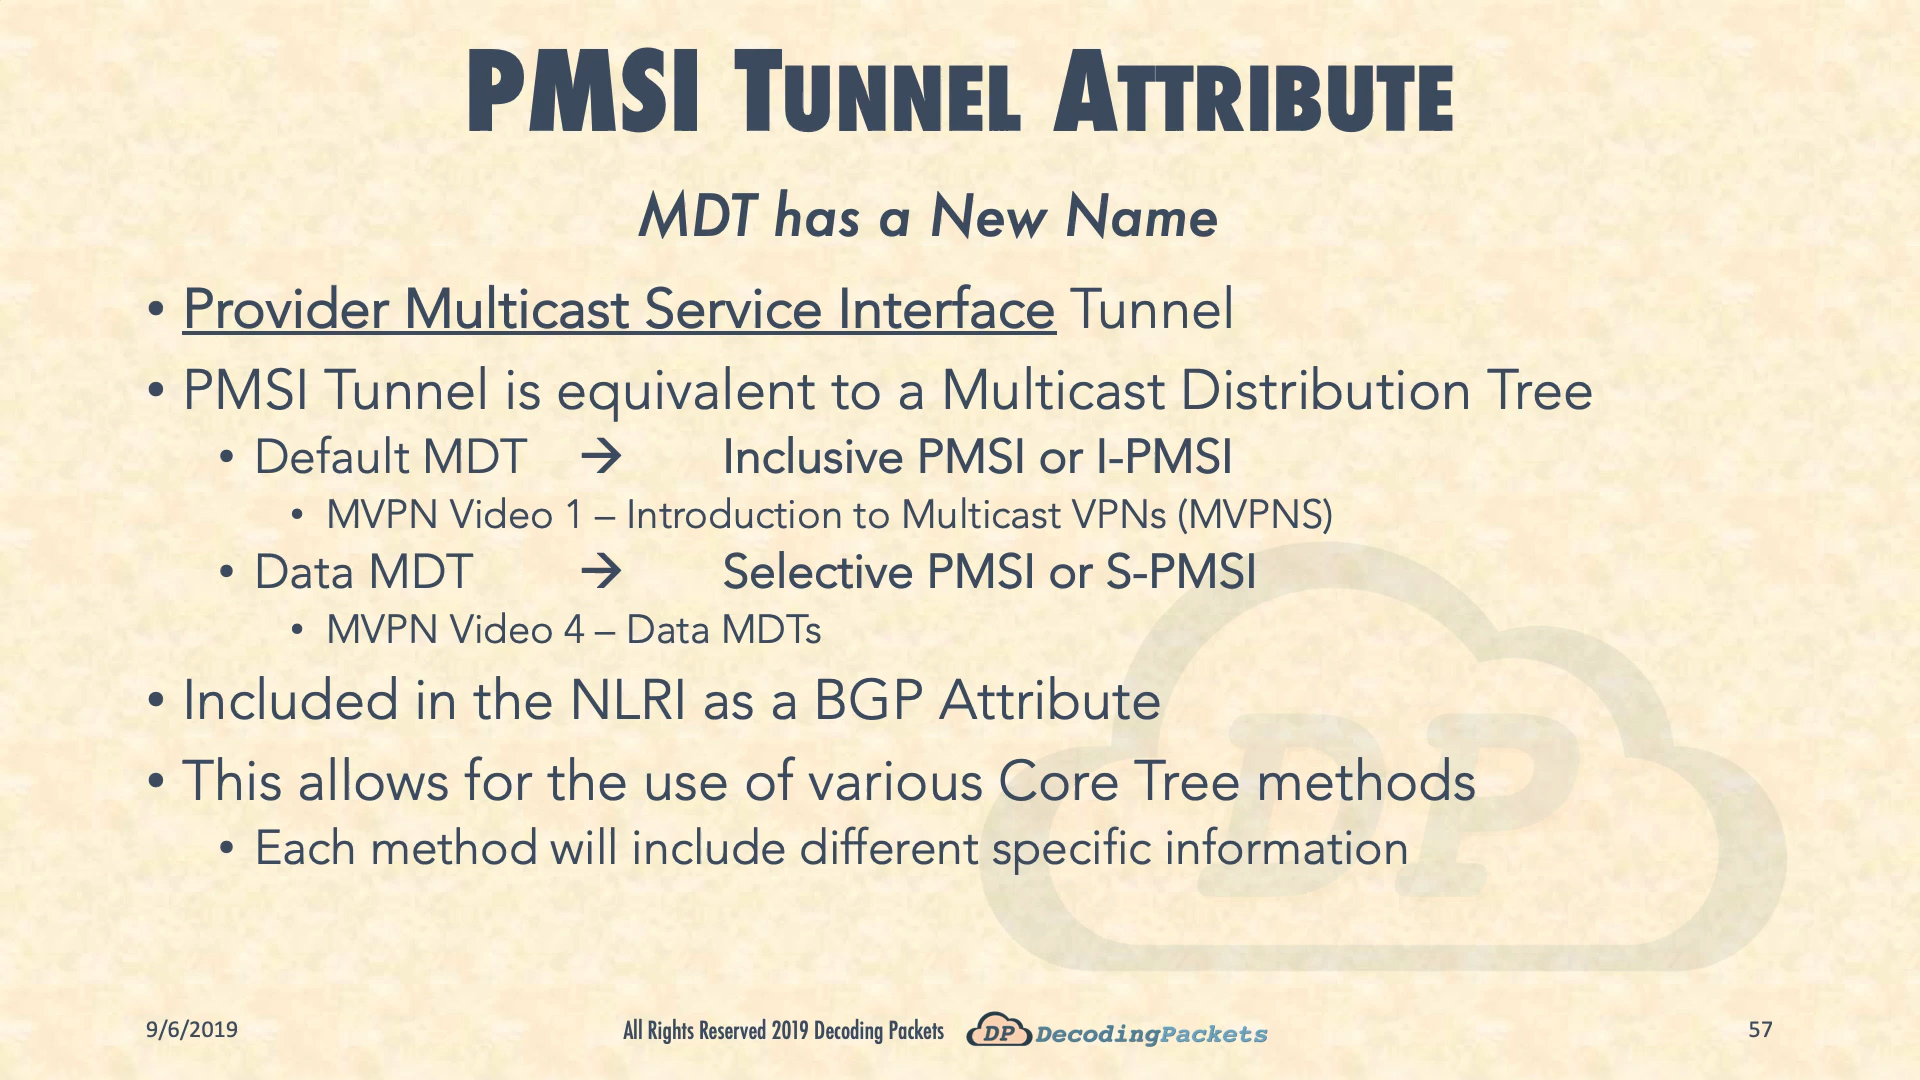 PMSI TUNNEL ATTRIBUTE
MDT has a New Name
• Provider Multicast Service Interface Tunnel
• PMSI Tunnel is equivalent to a Multicast Distribution Tree
• Default MDT → Inclusive PMSI or I-PMSI
• MVPN Video 1 – Introduction to Multicast VPNs (MVPNS)
• Data MDT → Selective PMSI or S-PMSI
• MVPN Video 4 – Data MDTs
• Included in the NLRI as a BGP Attribute
• This allows for the use of various Core Tree methods
• Each method will include different specific information
DP
9/6/2019 All Rights Reserved 2019 Decoding Packets DP DecodingPackets 57